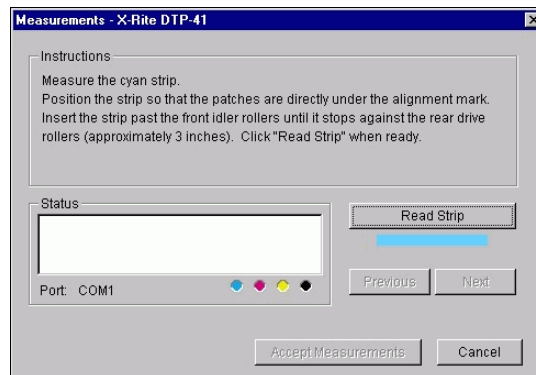 Measurements - X-Rite DTP-41
Instructions
Measure the cyan strip.
Position the strip so that the patches are directly under the alignment mark.
Insert the strip past the front idler rollers until it stops against the rear drive
rollers (approximately 3 inches). Click "Read Strip" when ready.
Status
Read Strip
Port: COM1
Previous
Next
Accept Measurements
Cancel